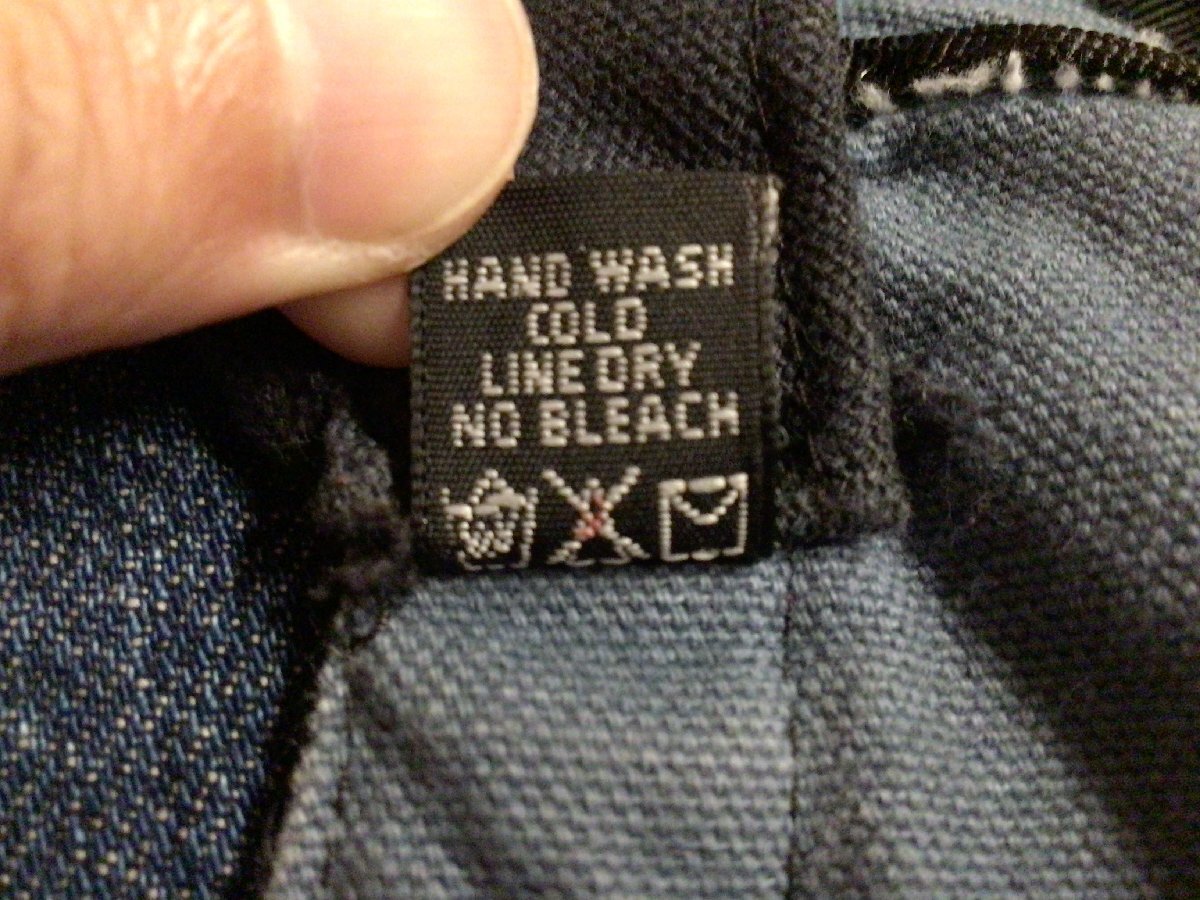 HAND WASH
COLD
LINE DRY
NO BLEACH